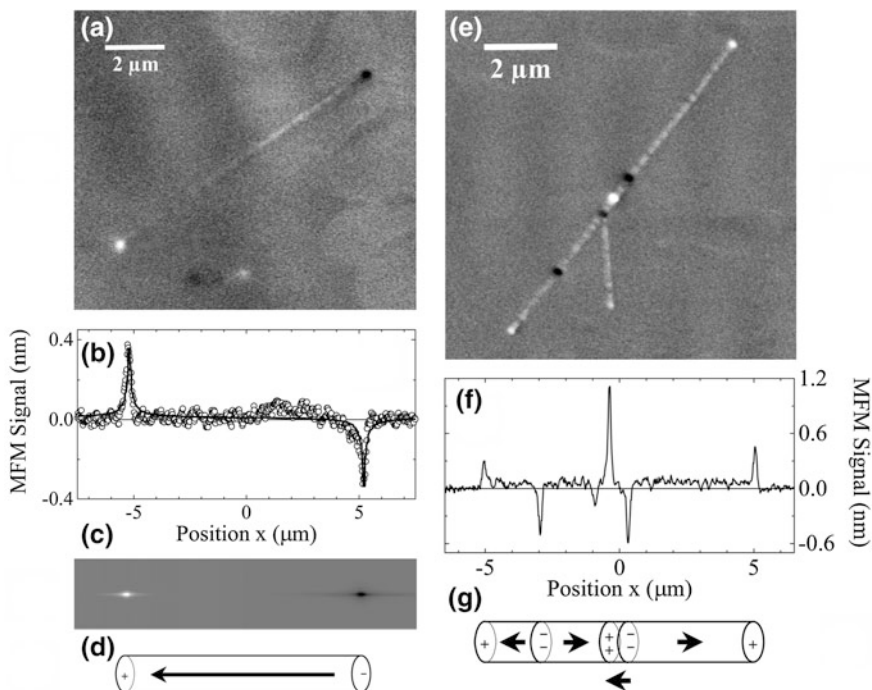 (a)
2 μm
(b)
MFM Signal (nm)
0.4
0.0
-0.4
-5
0
5
Position x (μm)
(c)
(d)
+
-
(e)
2 μm
(f)
MFM Signal (nm)
1.2
0.6
0.0
-0.6
-5
0
5
Position x (μm)
(g)
+ - - + + - - +